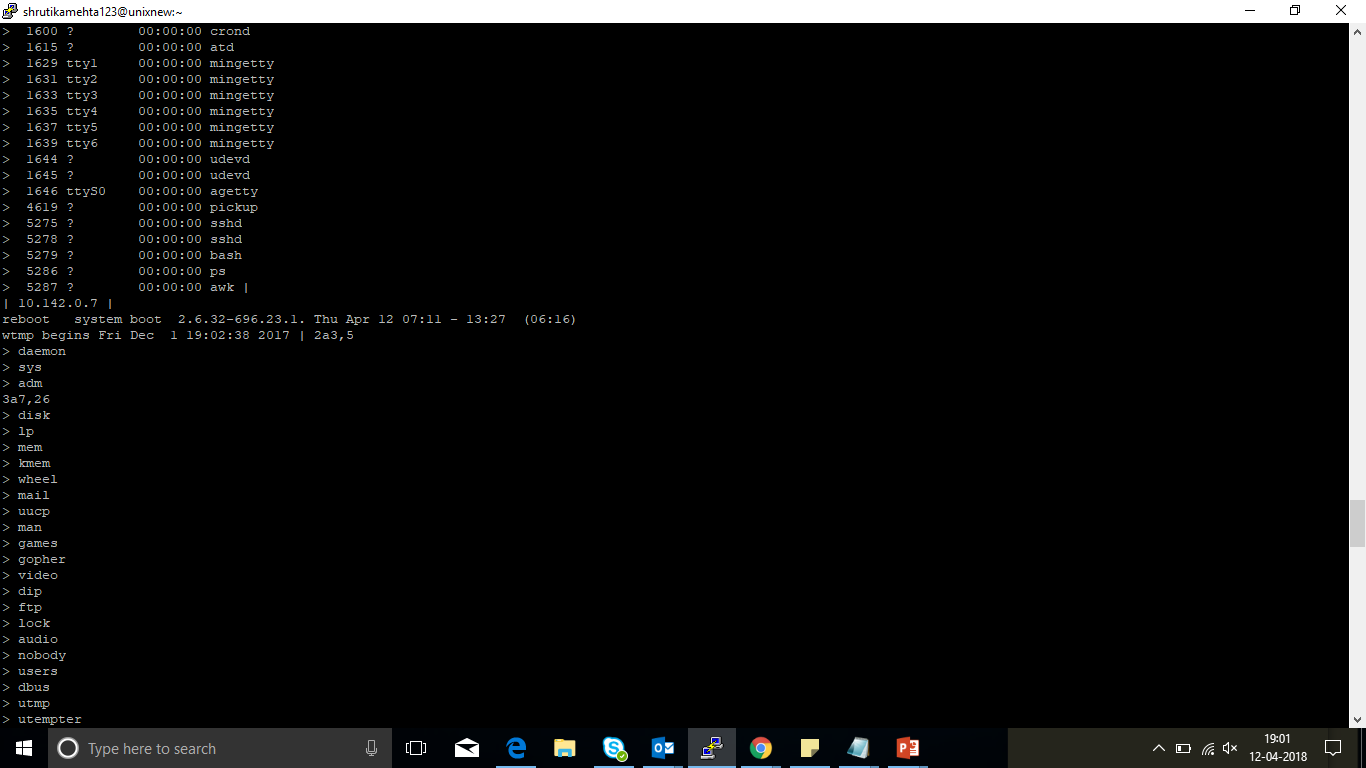 shrutikamehta123@unixnew:~
>  1600 ?        00:00:00 crond
>  1615 ?        00:00:00 atd
>  1629 tty1     00:00:00 mingetty
>  1631 tty2     00:00:00 mingetty
>  1633 tty3     00:00:00 mingetty
>  1635 tty4     00:00:00 mingetty
>  1637 tty5     00:00:00 mingetty
>  1639 tty6     00:00:00 mingetty
>  1644 ?        00:00:00 udevd
>  1645 ?        00:00:00 udevd
>  1646 ttyS0    00:00:00 agetty
>  4619 ?        00:00:00 pickup
>  5275 ?        00:00:00 sshd
>  5278 ?        00:00:00 sshd
>  5279 ?        00:00:00 bash
>  5286 ?        00:00:00 ps
>  5287 ?        00:00:00 awk |
| 10.142.0.7 |
reboot   system boot  2.6.32-696.23.1. Thu Apr 12 07:11 - 13:27  (06:16)
wtmp begins Fri Dec  1 19:02:38 2017 | 2a3,5
> daemon
> sys
> adm
3a7,26
> disk
> lp
> mem
> kmem
> wheel
> mail
> uucp
> man
> games
> gopher
> video
> dip
> ftp
> lock
> audio
> nobody
> users
> dbus
> utmp
> utempter
Type here to search
19:01
12-04-2018